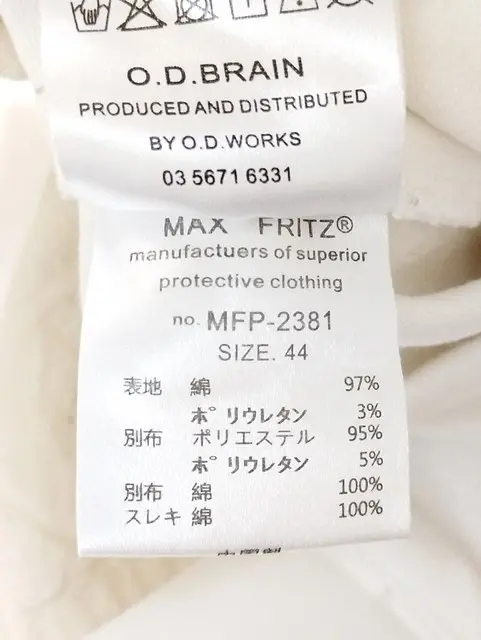 O.D.BRAIN
PRODUCED AND DISTRIBUTED
BY O.D.WORKS
03 5671 6331
MAX FRITZ®
manufactuers of superior
protective clothing
no. MFP-2381
SIZE. 44
表地 綿 97%
ポリウレタン 3%
別布 ポリエステル 95%
ポリウレタン 5%
別布 綿 100%
スレキ 綿 100%